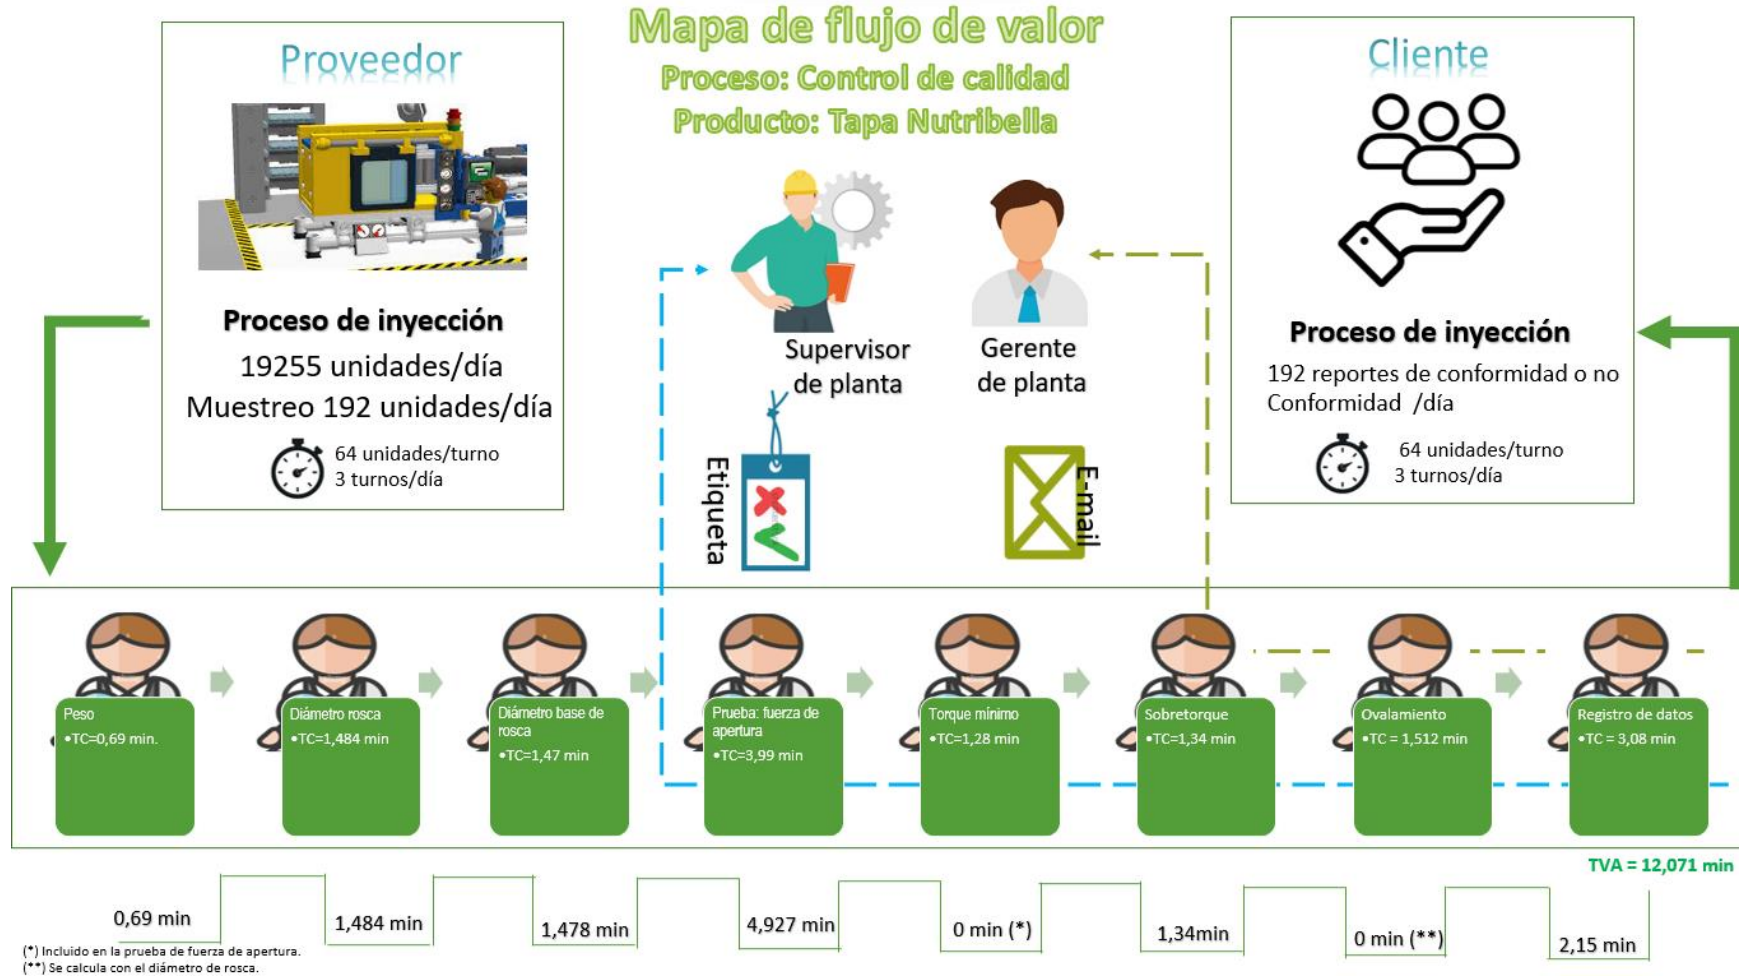 Mapa de flujo de valor
Proceso: Control de calidad
Producto: Tapa Nutribella
Proveedor
Proceso de inyección
19255 unidades/día
Muestreo 192 unidades/día
64 unidades/turno
3 turnos/día
Supervisor
de planta
Gerente
de planta
Etiqueta
E-mail
Cliente
Proceso de inyección
192 reportes de conformidad o no
Conformidad /día
64 unidades/turno
3 turnos/día
Peso
•TC=0,69 min.
Diámetro rosca
•TC=1,484 min
Diámetro base de
rosca
•TC=1,47 min
Prueba: fuerza de
apertura
•TC=3,99 min
Torque mínimo
•TC=1,28 min
Sobretorque
•TC=1,34 min
Ovalamiento
•TC = 1,512 min
Registro de datos
•TC = 3,08 min
TVA = 12,071 min
0,69 min
1,484 min
1,478 min
4,927 min
0 min (*)
1,34min
0 min (**)
2,15 min
(*) Incluido en la prueba de fuerza de apertura.
(**) Se calcula con el diámetro de rosca.